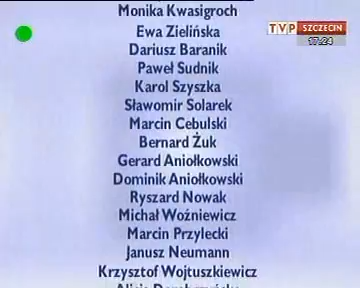 Monika Kwasigroch
TVP SZCZECIN
17:24
Ewa Zielińska
Dariusz Baranik
Paweł Sudnik
Karol Szyszka
Sławomir Solarek
Marcin Cebulski
Bernard Żuk
Gerard Aniołkowski
Dominik Aniołkowski
Ryszard Nowak
Michał Woźniewicz
Marcin Przylecki
Janusz Neumann
Krzysztof Wojtuszkiewicz
Alicja